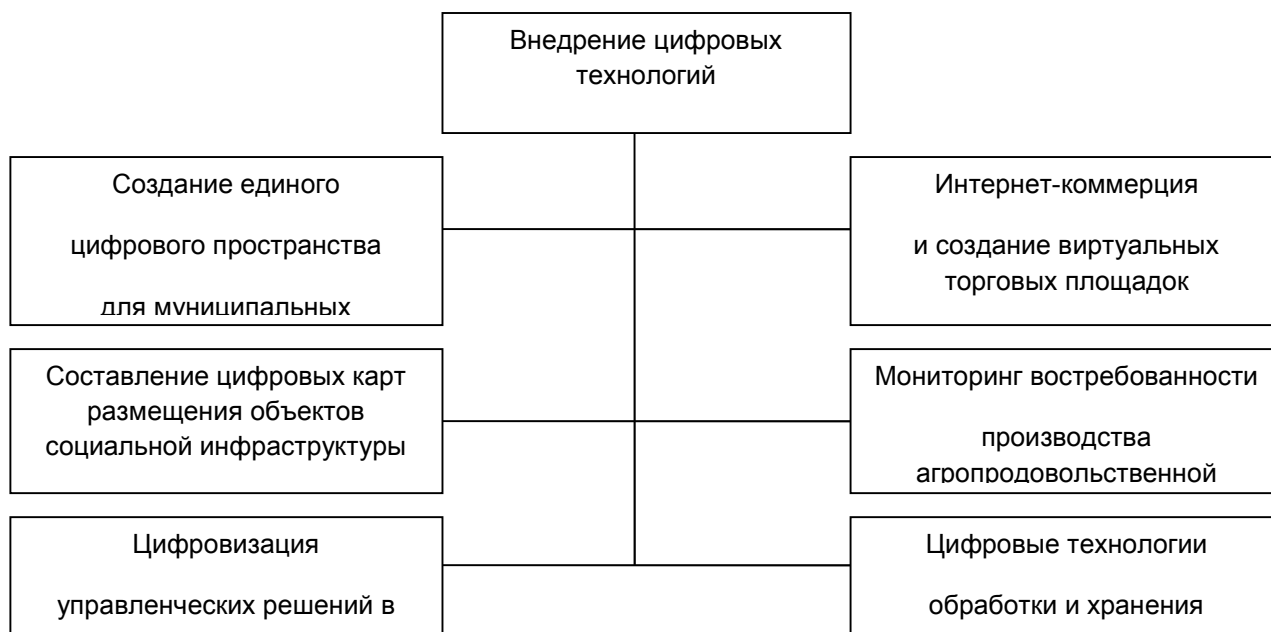 Внедрение цифровых
технологий
Создание единого
цифрового пространства
для муниципальных
Интернет-коммерция
и создание виртуальных
торговых площадок
Составление цифровых карт
размещения объектов
социальной инфраструктуры
Мониторинг востребованности
производства
агропродовольственной
Цифровизация
управленческих решений в
Цифровые технологии
обработки и хранения